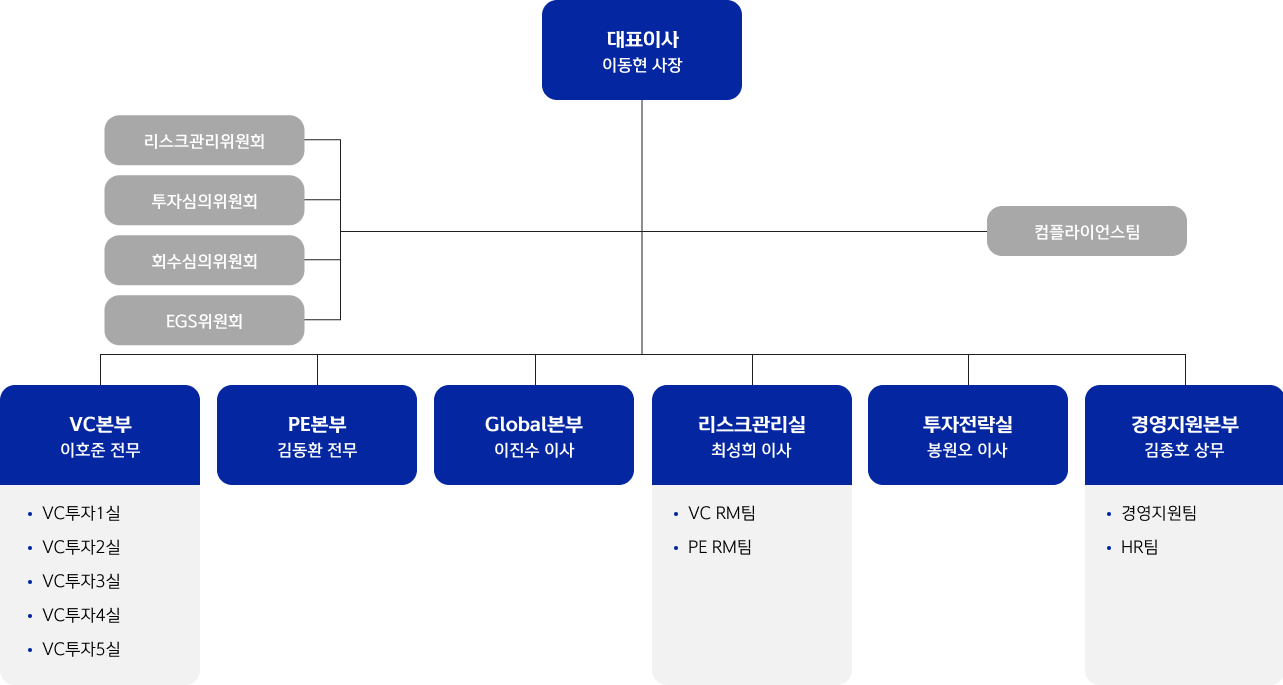 대표이사
이동현 사장
리스크관리위원회
투자심의위원회
회수심의위원회
EGS위원회
컴플라이언스팀
VC본부
이호준 전무
VC투자1실
VC투자2실
VC투자3실
VC투자4실
VC투자5실
PE본부
김동환 전무
Global본부
이진수 이사
리스크관리실
최성희 이사
VC RM팀
PE RM팀
투자전략실
봉원오 이사
경영지원본부
김종호 상무
경영지원팀
HR팀